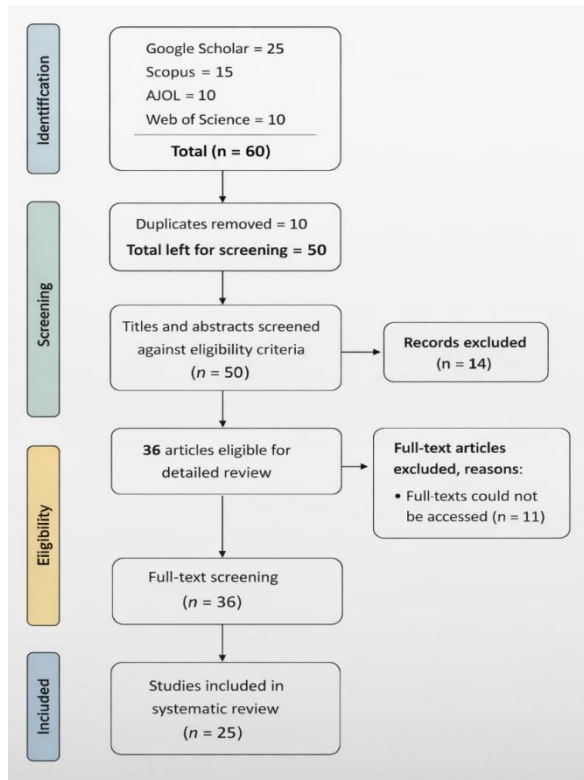 Identification
Google Scholar = 25
Scopus = 15
AJOL = 10
Web of Science = 10
Total (n = 60)
Screening
Duplicates removed = 10
Total left for screening = 50
Titles and abstracts screened
against eligibility criteria
(n = 50)
Records excluded
(n = 14)
Eligibility
36 articles eligible for
detailed review
Full-text articles
excluded, reasons:
• Full-texts could not
be accessed (n = 11)
Full-text screening
(n = 36)
Included
Studies included in
systematic review
(n = 25)